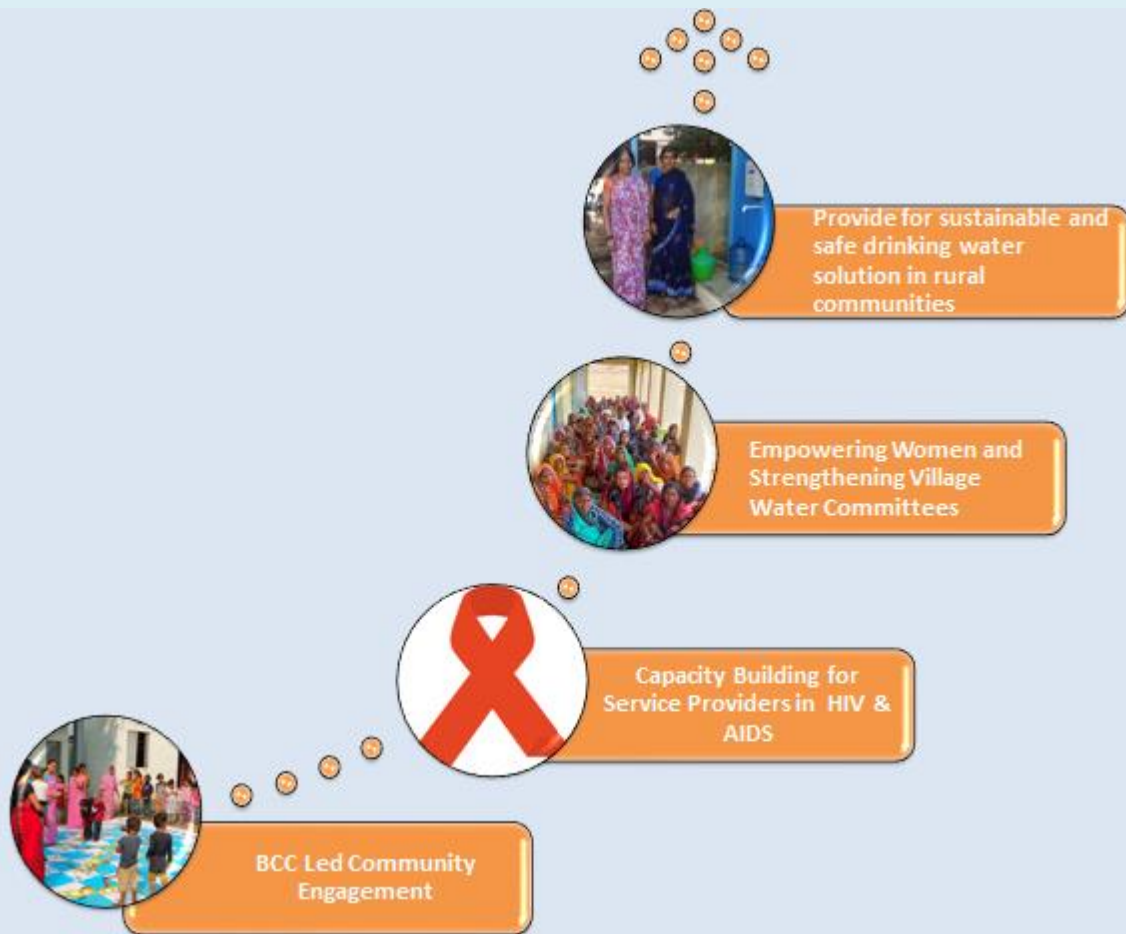 Provide for sustainable and
safe drinking water
solution in rural
communities
Empowering Women and
Strengthening Village
Water Committees
Capacity Building for
Service Providers in HIV &
AIDS
BCC Led Community
Engagement